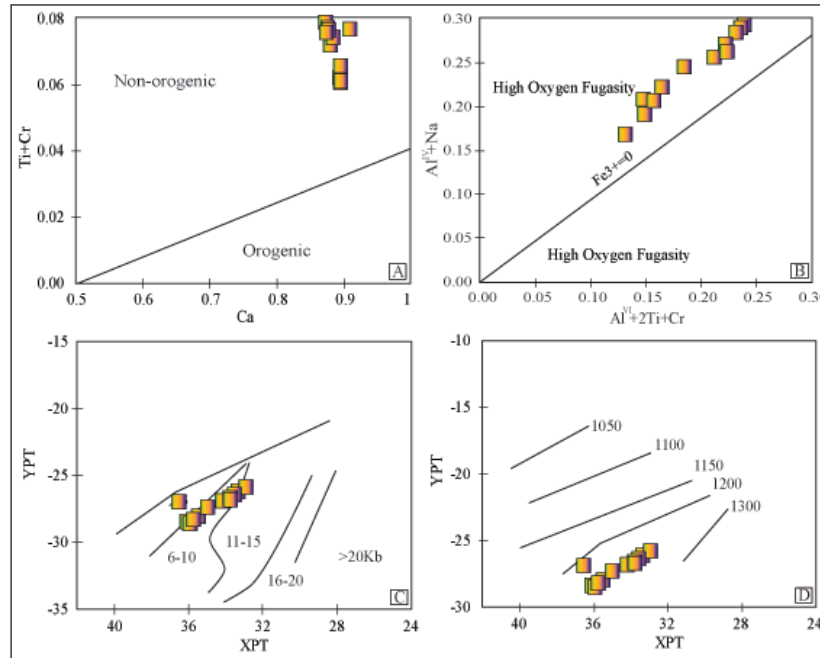 0.08
0.06
0.04
0.02
0.00
Ti+Cr
Non-orogenic
Orogenic
A
0.5
0.6
0.7
0.8
0.9
1
Ca
0.30
0.25
0.20
0.15
0.10
0.05
0.00
Al^IV+Na
High Oxygen Fugasity
Fe3+=0
High Oxygen Fugasity
B
0.00
0.05
0.10
0.15
0.20
0.25
0.30
Al^VI+2Ti+Cr
-15
-20
-25
-30
-35
YPT
6-10
11-15
16-20
>20Kb
C
40
36
32
28
24
XPT
-10
-15
-20
-25
-30
YPT
1050
1100
1150
1200
1300
D
40
36
32
28
24
XPT